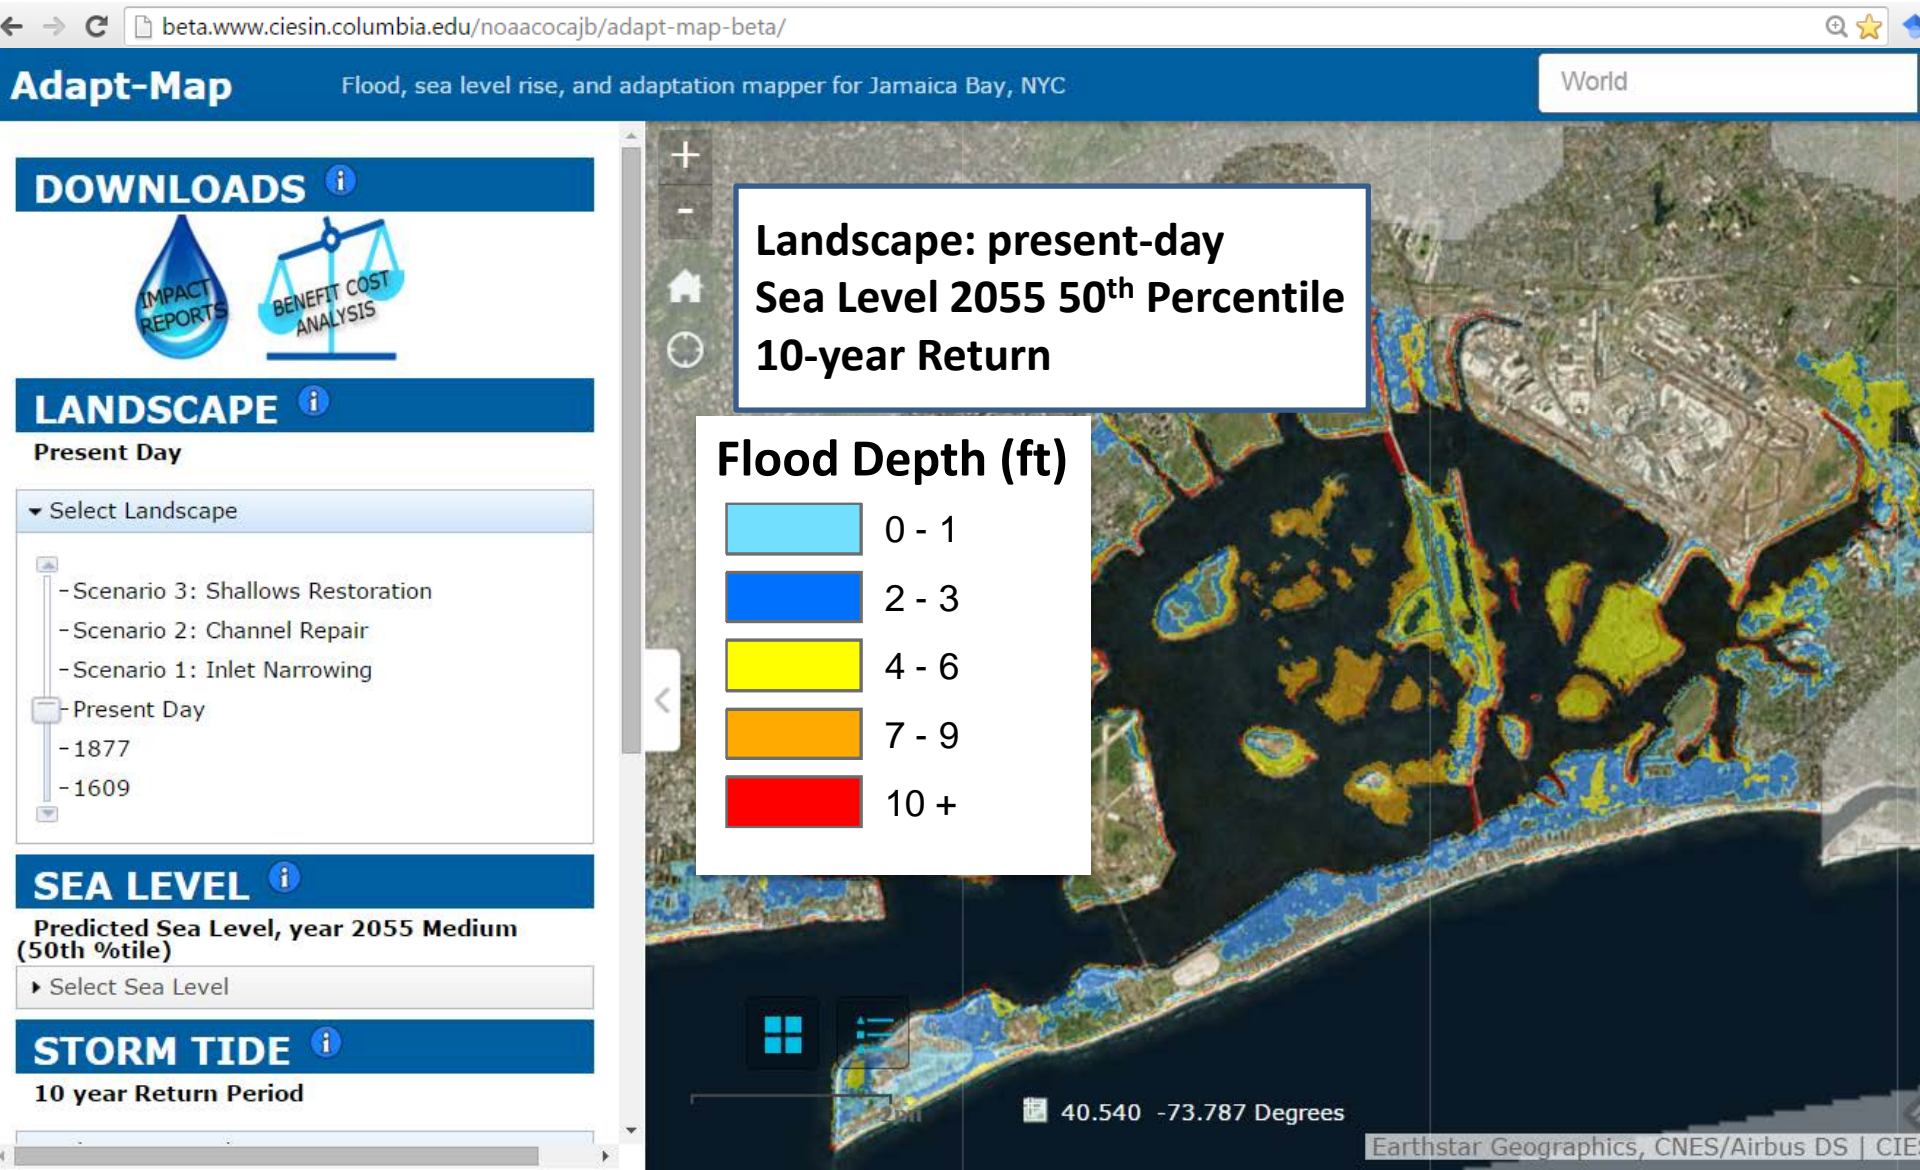 beta.www.ciesin.columbia.edu/noaacocajb/adapt-map-beta/
Adapt-Map
Flood, sea level rise, and adaptation mapper for Jamaica Bay, NYC
World
DOWNLOADS i
IMPACT
REPORTS
BENEFIT COST
ANALYSIS
LANDSCAPE i
Present Day
Select Landscape
-Scenario 3: Shallows Restoration
-Scenario 2: Channel Repair
-Scenario 1: Inlet Narrowing
-Present Day
-1877
-1609
SEA LEVEL i
Predicted Sea Level, year 2055 Medium
(50th %tile)
Select Sea Level
STORM TIDE i
10 year Return Period
+
-
Landscape: present-day
Sea Level 2055 50th Percentile
10-year Return
Flood Depth (ft)
0 - 1
2 - 3
4 - 6
7 - 9
10 +
40.540 -73.787 Degrees
Earthstar Geographics, CNES/Airbus DS | CIES